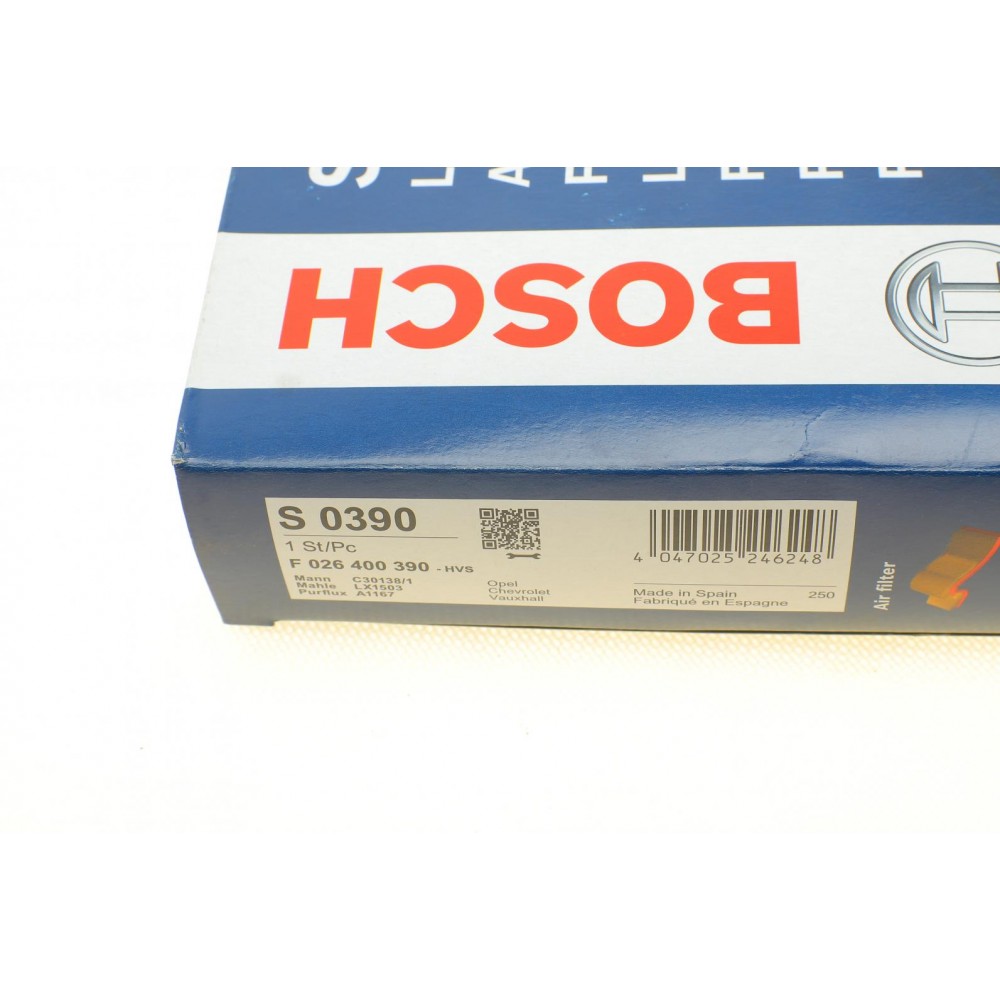 BOSCH
S 0390
1 St/Pc
F 026 400 390 - HVS
Mann C30138/1
Mahle LX1503
Purflux A1167
Opel
Chevrolet
Vauxhall
4 047025 246248
Made in Spain 250
Fabriqué en Espagne
Air filter